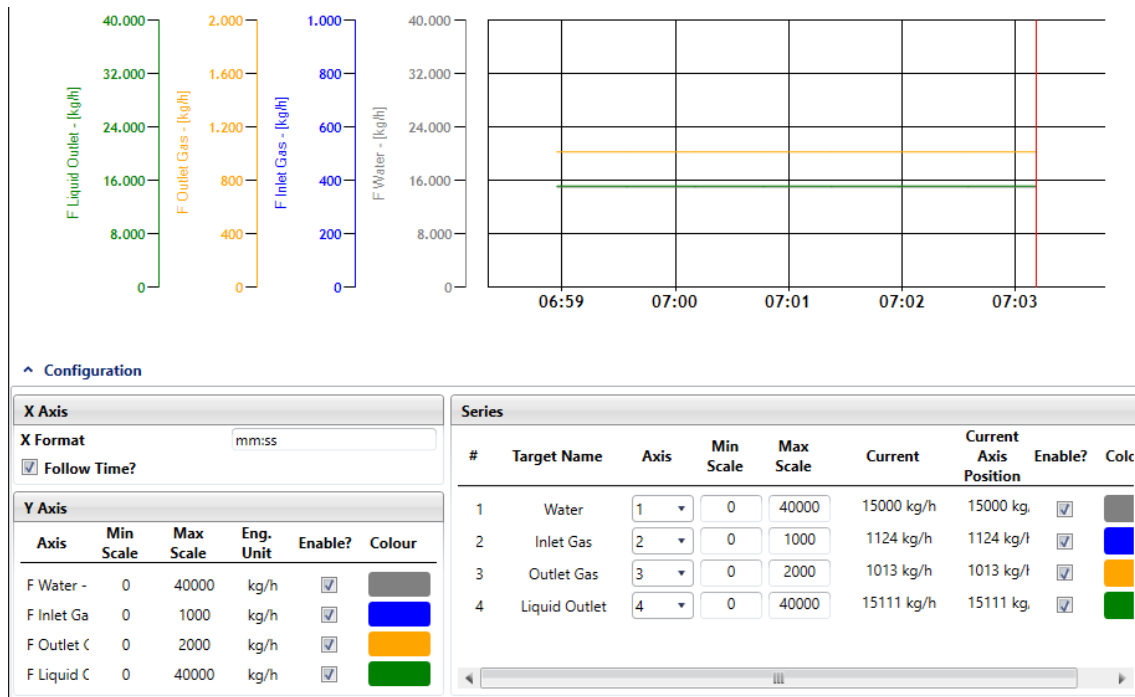 40.000 2.000 1.000 40.000
32.000 1.600 800 32.000
24.000 1.200 600 24.000
16.000 800 400 16.000
8.000 400 200 8.000
0 0 0 0
F Liquid Outlet - [kg/h]
F Outlet Gas - [kg/h]
F Inlet Gas - [kg/h]
F Water - [kg/h]
06:59 07:00 07:01 07:02 07:03
Configuration
X Axis
X Format mm:ss
Follow Time?
Y Axis
Axis Min Scale Max Scale Eng. Unit Enable? Colour
F Water - 0 40000 kg/h
F Inlet Ga 0 1000 kg/h
F Outlet ( 0 2000 kg/h
F Liquid C 0 40000 kg/h
Series
# Target Name Axis Min Scale Max Scale Current Current Axis Position Enable? Colc
1 Water 1 0 40000 15000 kg/h 15000 kg,
2 Inlet Gas 2 0 1000 1124 kg/h 1124 kg/h
3 Outlet Gas 3 0 2000 1013 kg/h 1013 kg/h
4 Liquid Outlet 4 0 40000 15111 kg/h 15111 kg,